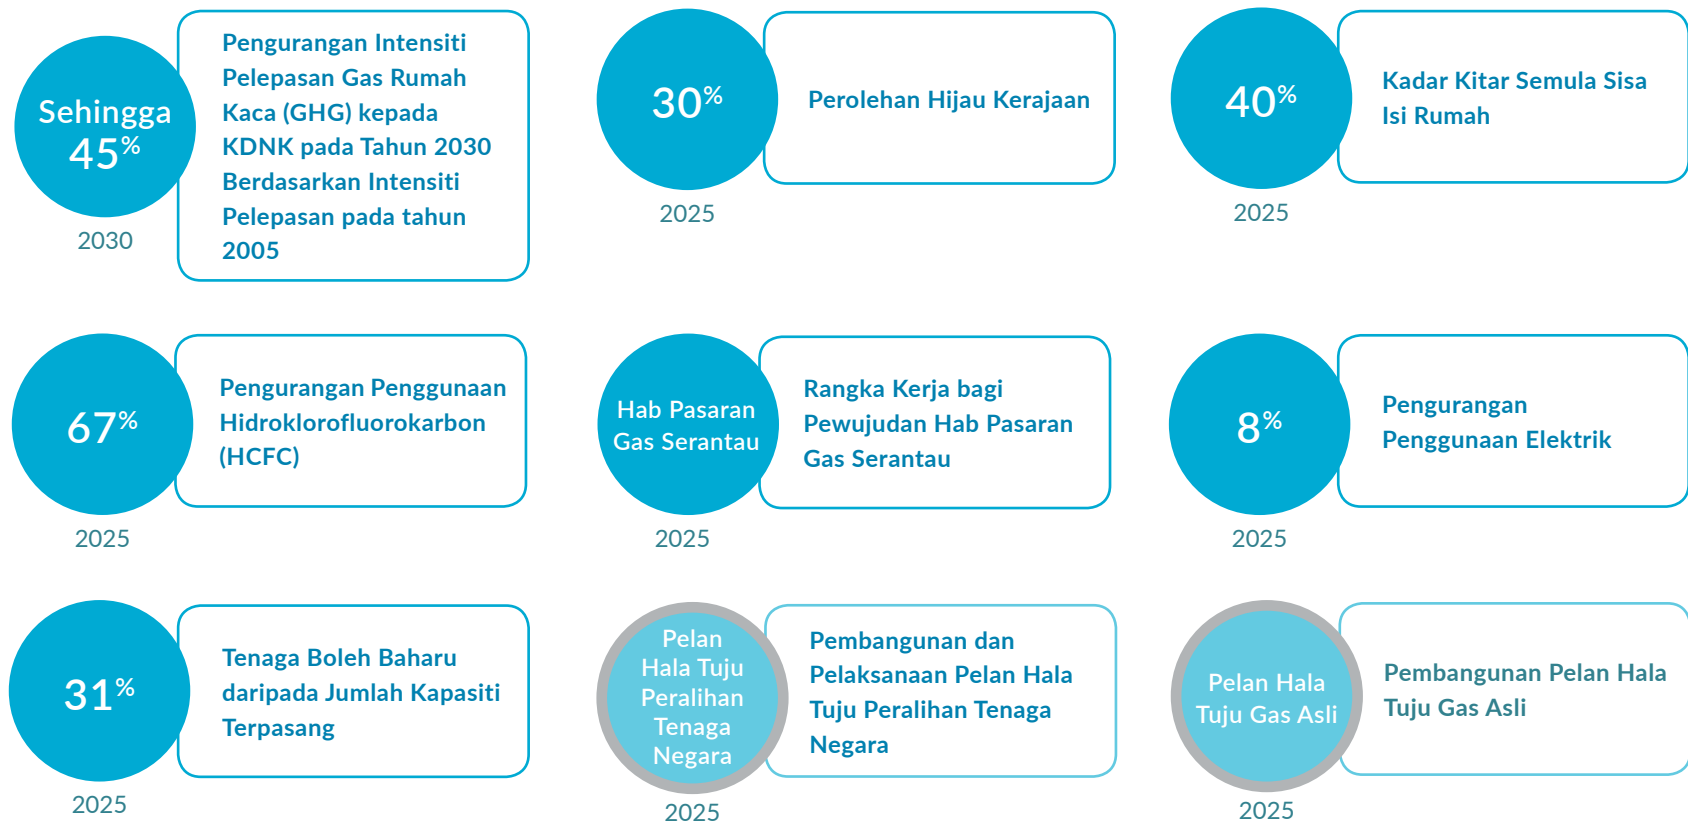 Sehingga
45%
2030
Pengurangan Intensiti
Pelepasan Gas Rumah
Kaca (GHG) kepada
KDNK pada Tahun 2030
Berdasarkan Intensiti
Pelepasan pada tahun
2005
30%
2025
Perolehan Hijau Kerajaan
40%
2025
Kadar Kitar Semula Sisa
Isi Rumah
67%
2025
Pengurangan Penggunaan
Hidroklorofluorokarbon
(HCFC)
Hab Pasaran
Gas Serantau
2025
Rangka Kerja bagi
Pewujudan Hab Pasaran
Gas Serantau
8%
2025
Pengurangan
Penggunaan Elektrik
31%
2025
Tenaga Boleh Baharu
daripada Jumlah Kapasiti
Terpasang
Pelan
Hala Tuju
Peralihan
Tenaga
Negara
2025
Pembangunan dan
Pelaksanaan Pelan Hala
Tuju Peralihan Tenaga
Negara
Pelan Hala
Tuju Gas Asli
2025
Pembangunan Pelan Hala
Tuju Gas Asli